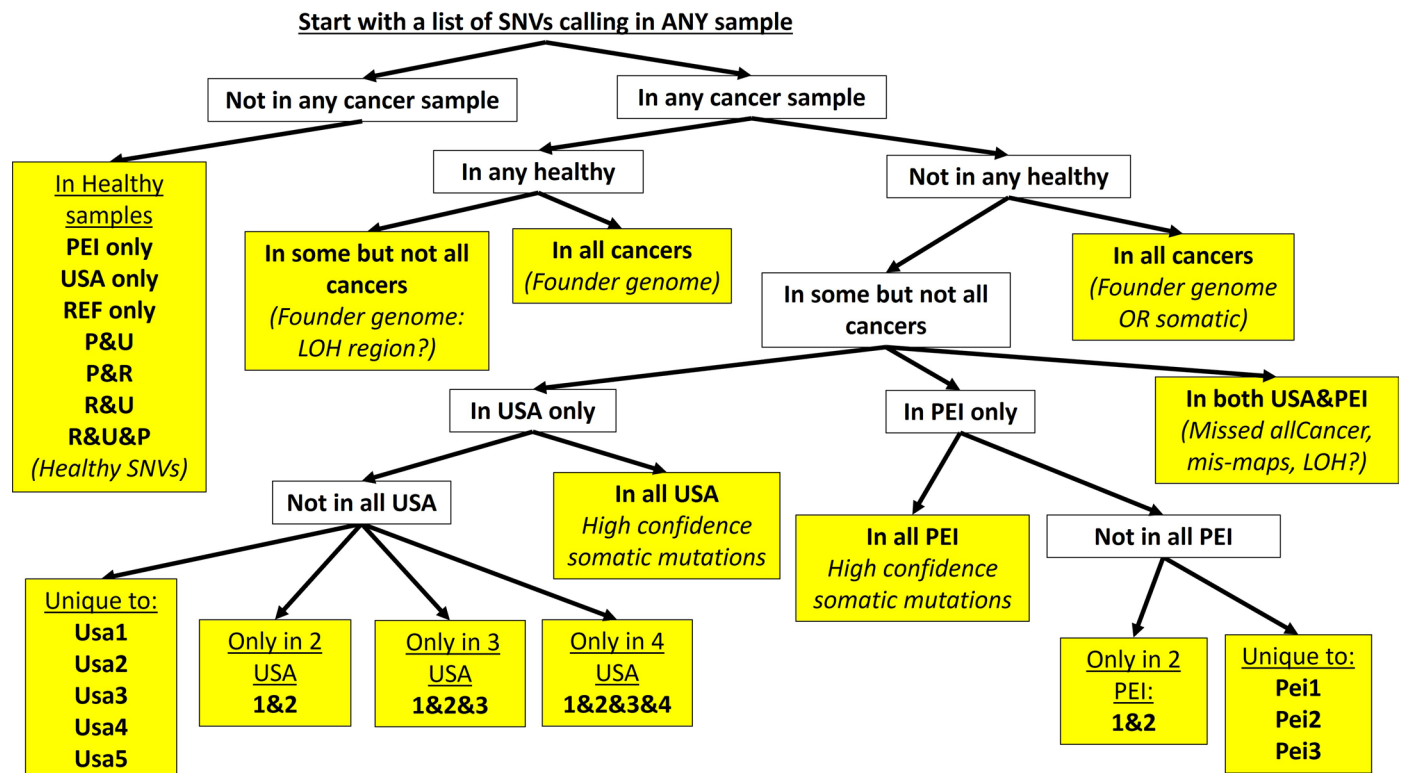 Start with a list of SNVs calling in ANY sample
Not in any cancer sample
In any cancer sample
In Healthy
samples
PEI only
USA only
REF only
P&U
P&R
R&U
R&U&P
(Healthy SNVs)
In any healthy
Not in any healthy
In some but not all
cancers
(Founder genome:
LOH region?)
In all cancers
(Founder genome)
In some but not all
cancers
In all cancers
(Founder genome
OR somatic)
In USA only
In PEI only
In both USA&PEI
(Missed allCancer,
mis-maps, LOH?)
Not in all USA
In all USA
High confidence
somatic mutations
In all PEI
High confidence
somatic mutations
Not in all PEI
Unique to:
Usa1
Usa2
Usa3
Usa4
Usa5
Only in 2
USA
1&2
Only in 3
USA
1&2&3
Only in 4
USA
1&2&3&4
Only in 2
PEI:
1&2
Unique to:
Pei1
Pei2
Pei3